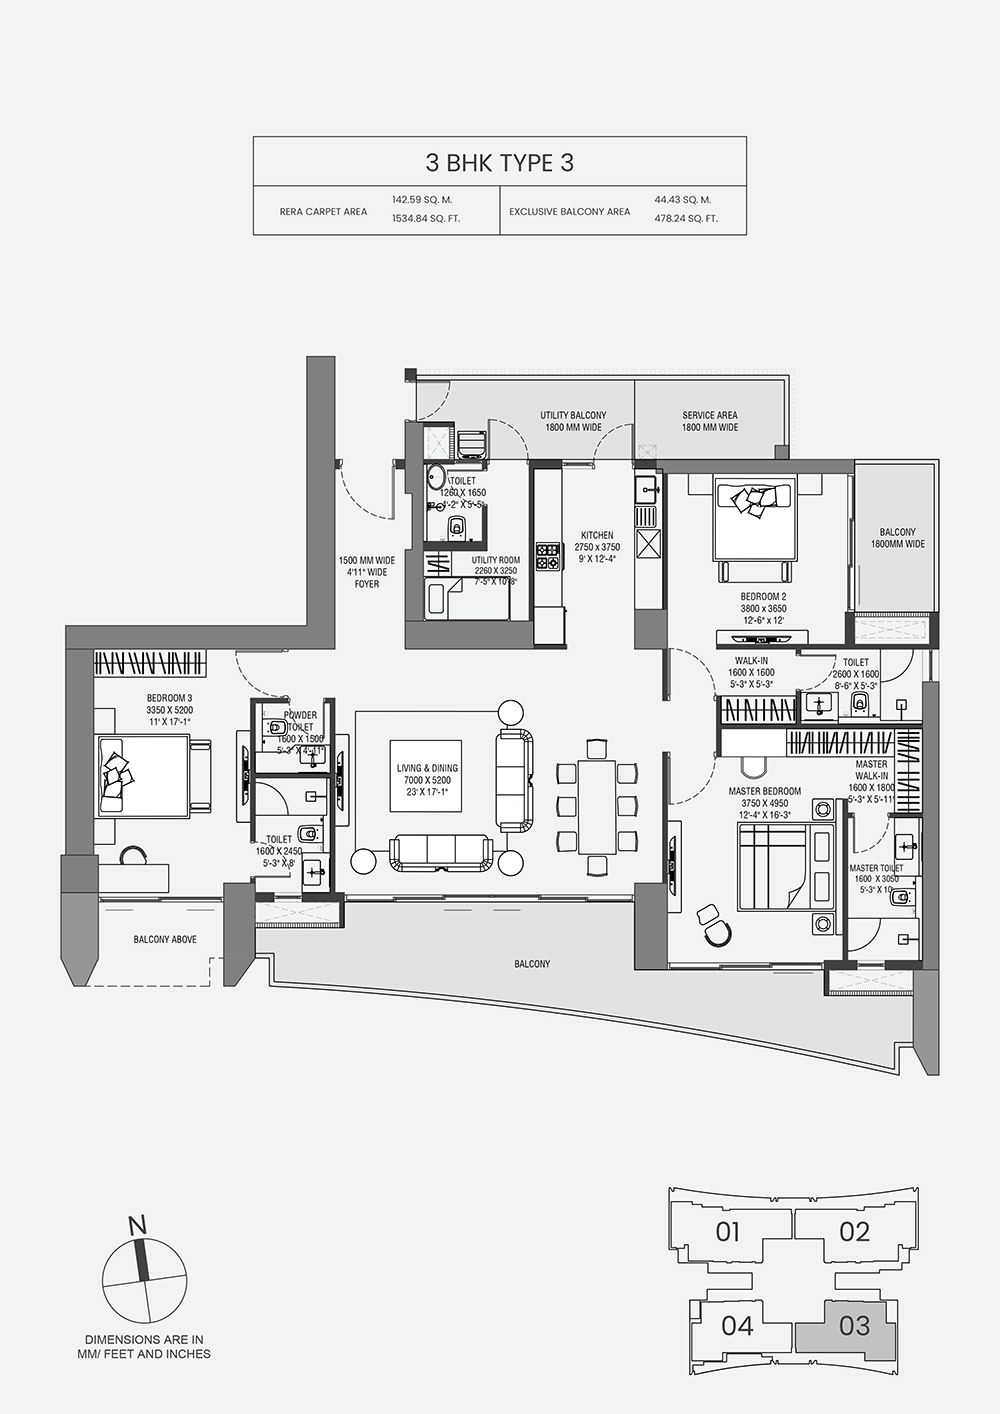 3 BHK TYPE 3
RERA CARPET AREA
142.59 SQ. M.
1534.84 SQ. FT.
EXCLUSIVE BALCONY AREA
44.43 SQ. M.
478.24 SQ. FT.
UTILITY BALCONY
1800 MM WIDE
SERVICE AREA
1800 MM WIDE
TOILET
1260 X 1650
4'-2" X 5'-5"
KITCHEN
2750 x 3750
9' X 12'-4"
BALCONY
1800MM WIDE
1500 MM WIDE
4'11" WIDE
FOYER
UTILITY ROOM
2260 X 3250
7'-5" X 10'-8"
BEDROOM 2
3800 x 3650
12'-6" x 12'
WALK-IN
1600 X 1600
5'-3" X 5'-3"
TOILET
2600 X 1600
8'-6" X 5'-3"
BEDROOM 3
3350 X 5200
11' X 17'-1"
POWDER
TOILET
1600 X 1500
5'-3" X 4'-11"
LIVING & DINING
7000 X 5200
23' X 17'-1"
MASTER
WALK-IN
1600 X 1800
5'-3" X 5'-11"
MASTER BEDROOM
3750 X 4950
12'-4" X 16'-3"
TOILET
1600 X 2450
5'-3" X 8'
MASTER TOILET
1600 X 3050
5'-3" X 10'
BALCONY ABOVE
BALCONY
N
DIMENSIONS ARE IN
MM/ FEET AND INCHES
01
02
04
03